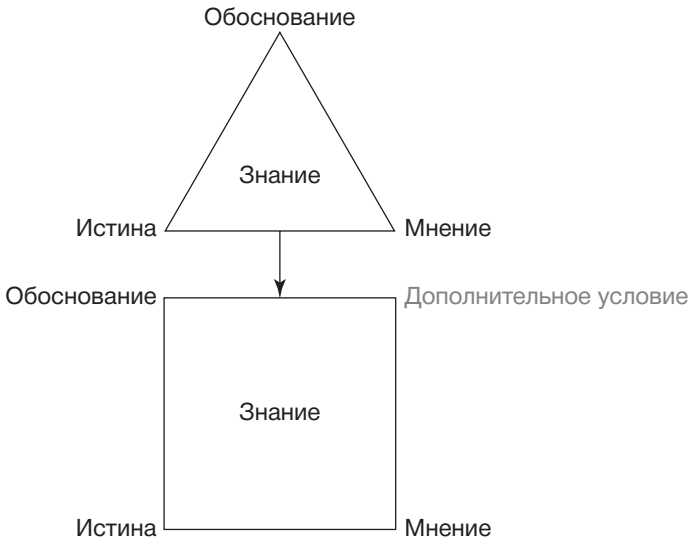 Обоснование
Знание
Истина
Мнение
Обоснование
Дополнительное условие
Знание
Истина
Мнение